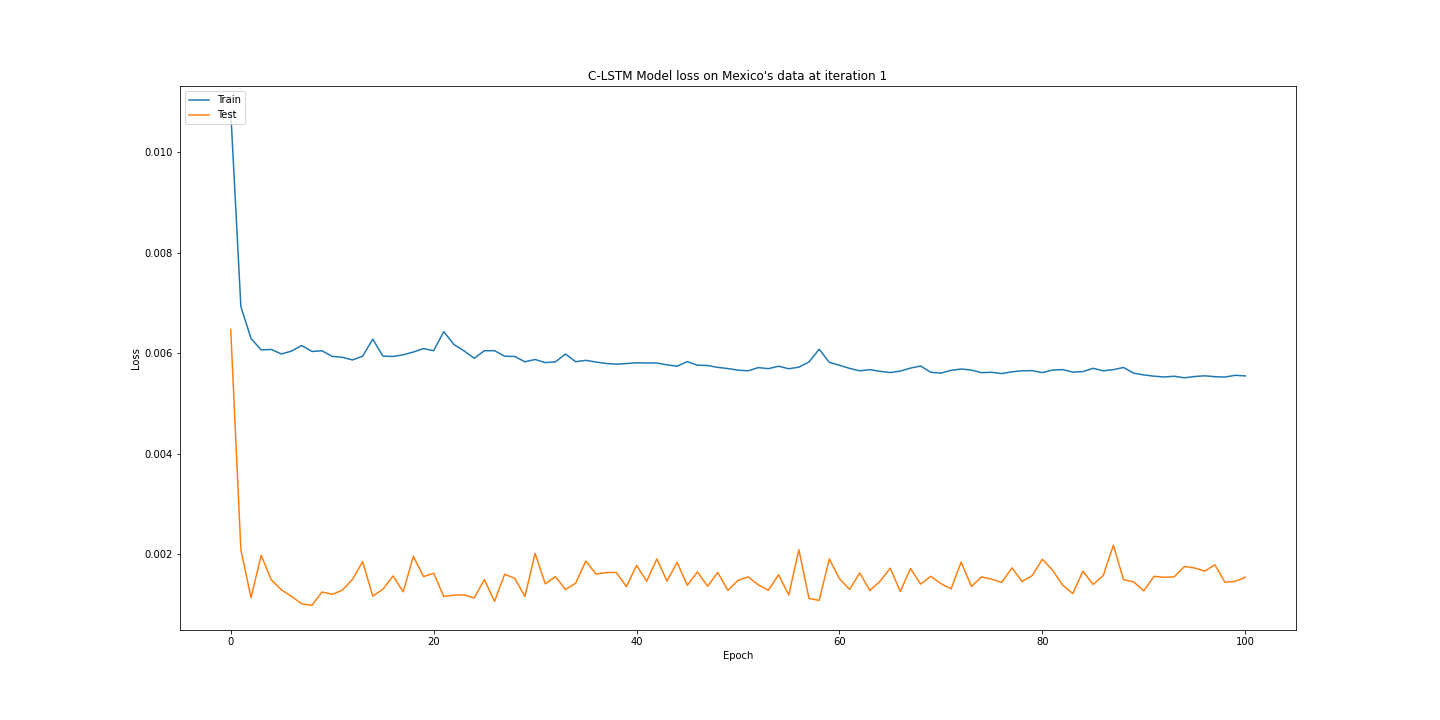 C-LSTM Model loss on Mexico's data at iteration 1
Train
Test
0.010
0.008
0.006
0.004
0.002
Loss
0 20 40 60 80 100
Epoch